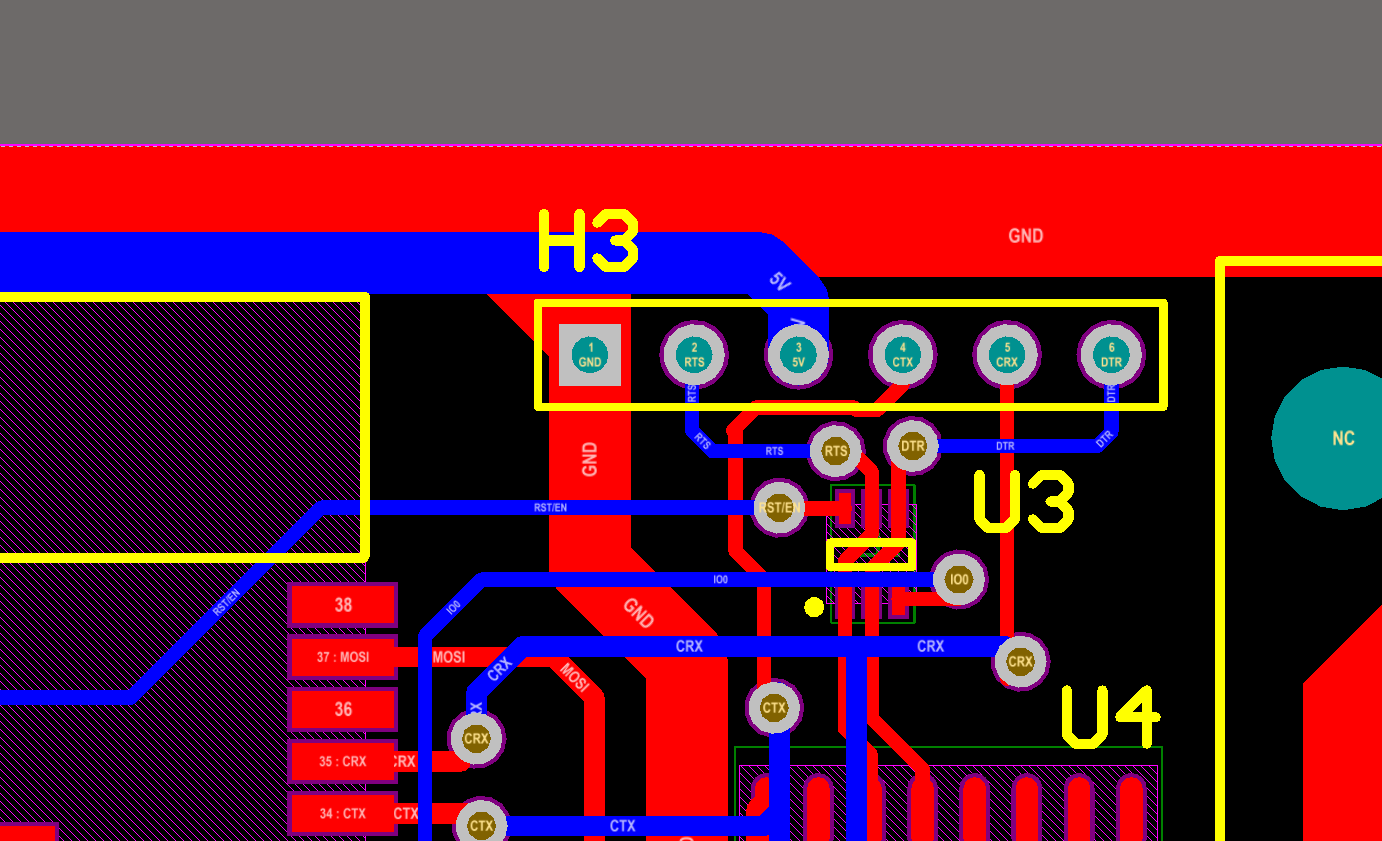 GND
H3
5V
1
GND
2
RTS
3
5V
4
CTX
5
CRX
6
DTR
RTS
DTR
NC
RTS
RTS
RTS
DTR
DTR
DTR
GND
U3
RST/EN
RST/EN
IO0
IO0
RST/EN
38
IO0
GND
CRX
CRX
37 : MOSI
MOSI
CRX
MOSI
CRX
36
CTX
U4
CRX
35 : CRX
CRX
34 : CTX
CTX
CTX
CTX